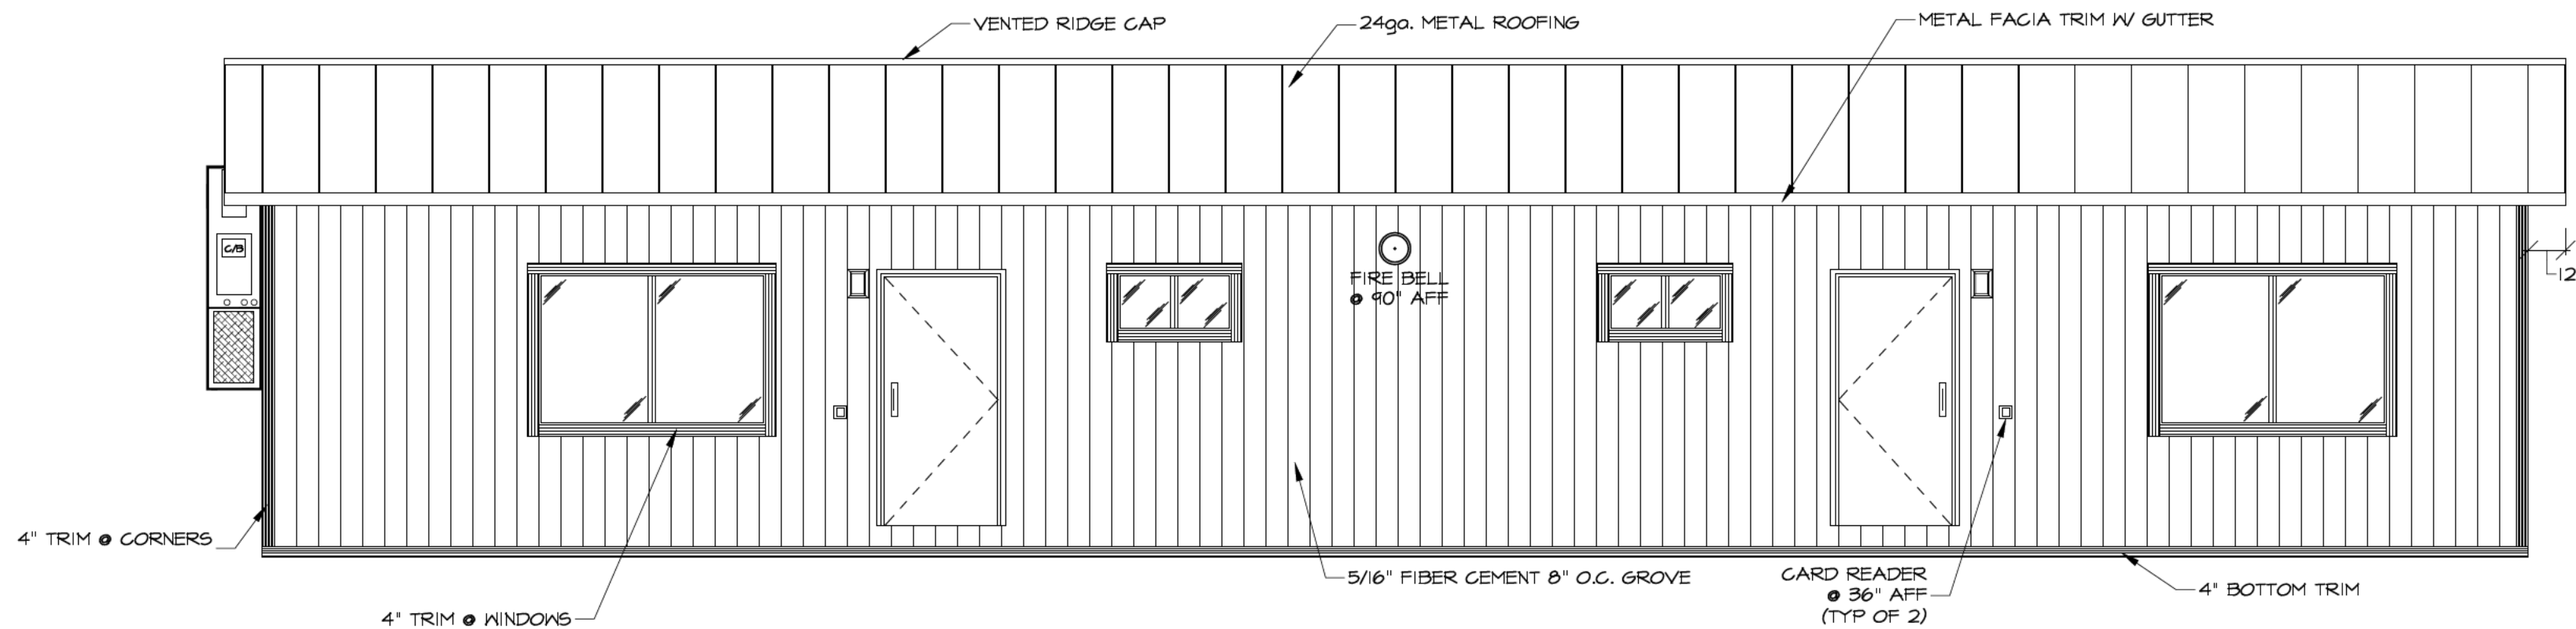 VENTED RIDGE CAP
24ga. METAL ROOFING
METAL FACIA TRIM W/ GUTTER
C/B
FIRE BELL
@ 90" AFF
12
4" TRIM @ CORNERS
5/16" FIBER CEMENT 8" O.C. GROVE
CARD READER
@ 36" AFF
(TYP OF 2)
4" BOTTOM TRIM
4" TRIM @ WINDOWS